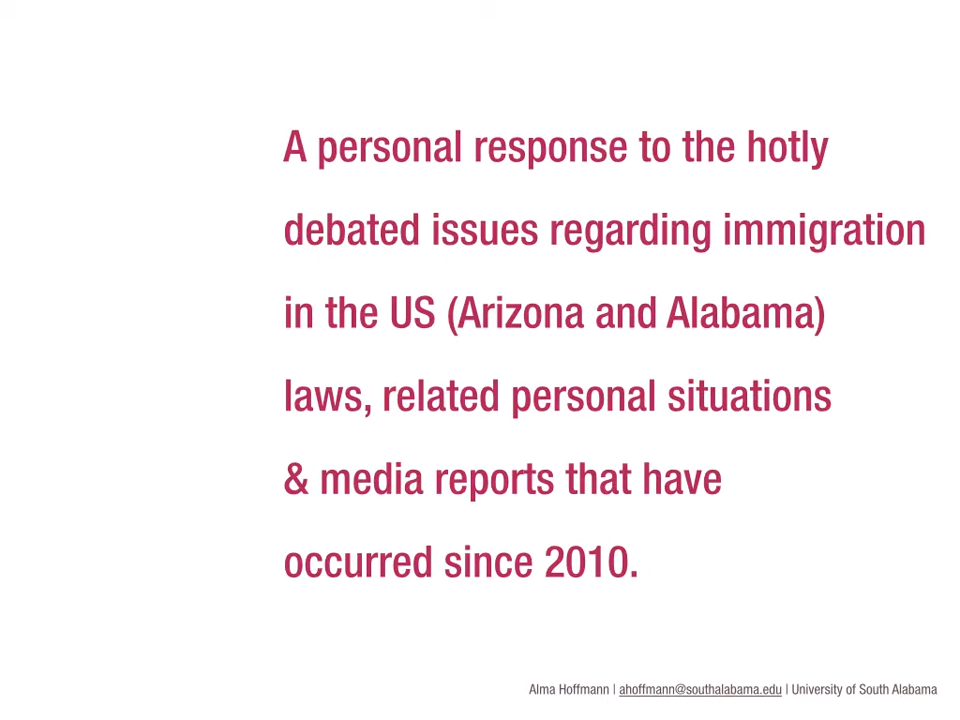 A personal response to the hotly
debated issues regarding immigration
in the US (Arizona and Alabama)
laws, related personal situations
& media reports that have
occurred since 2010.
Alma Hoffmann | ahoffmann@southalabama.edu | University of South Alabama